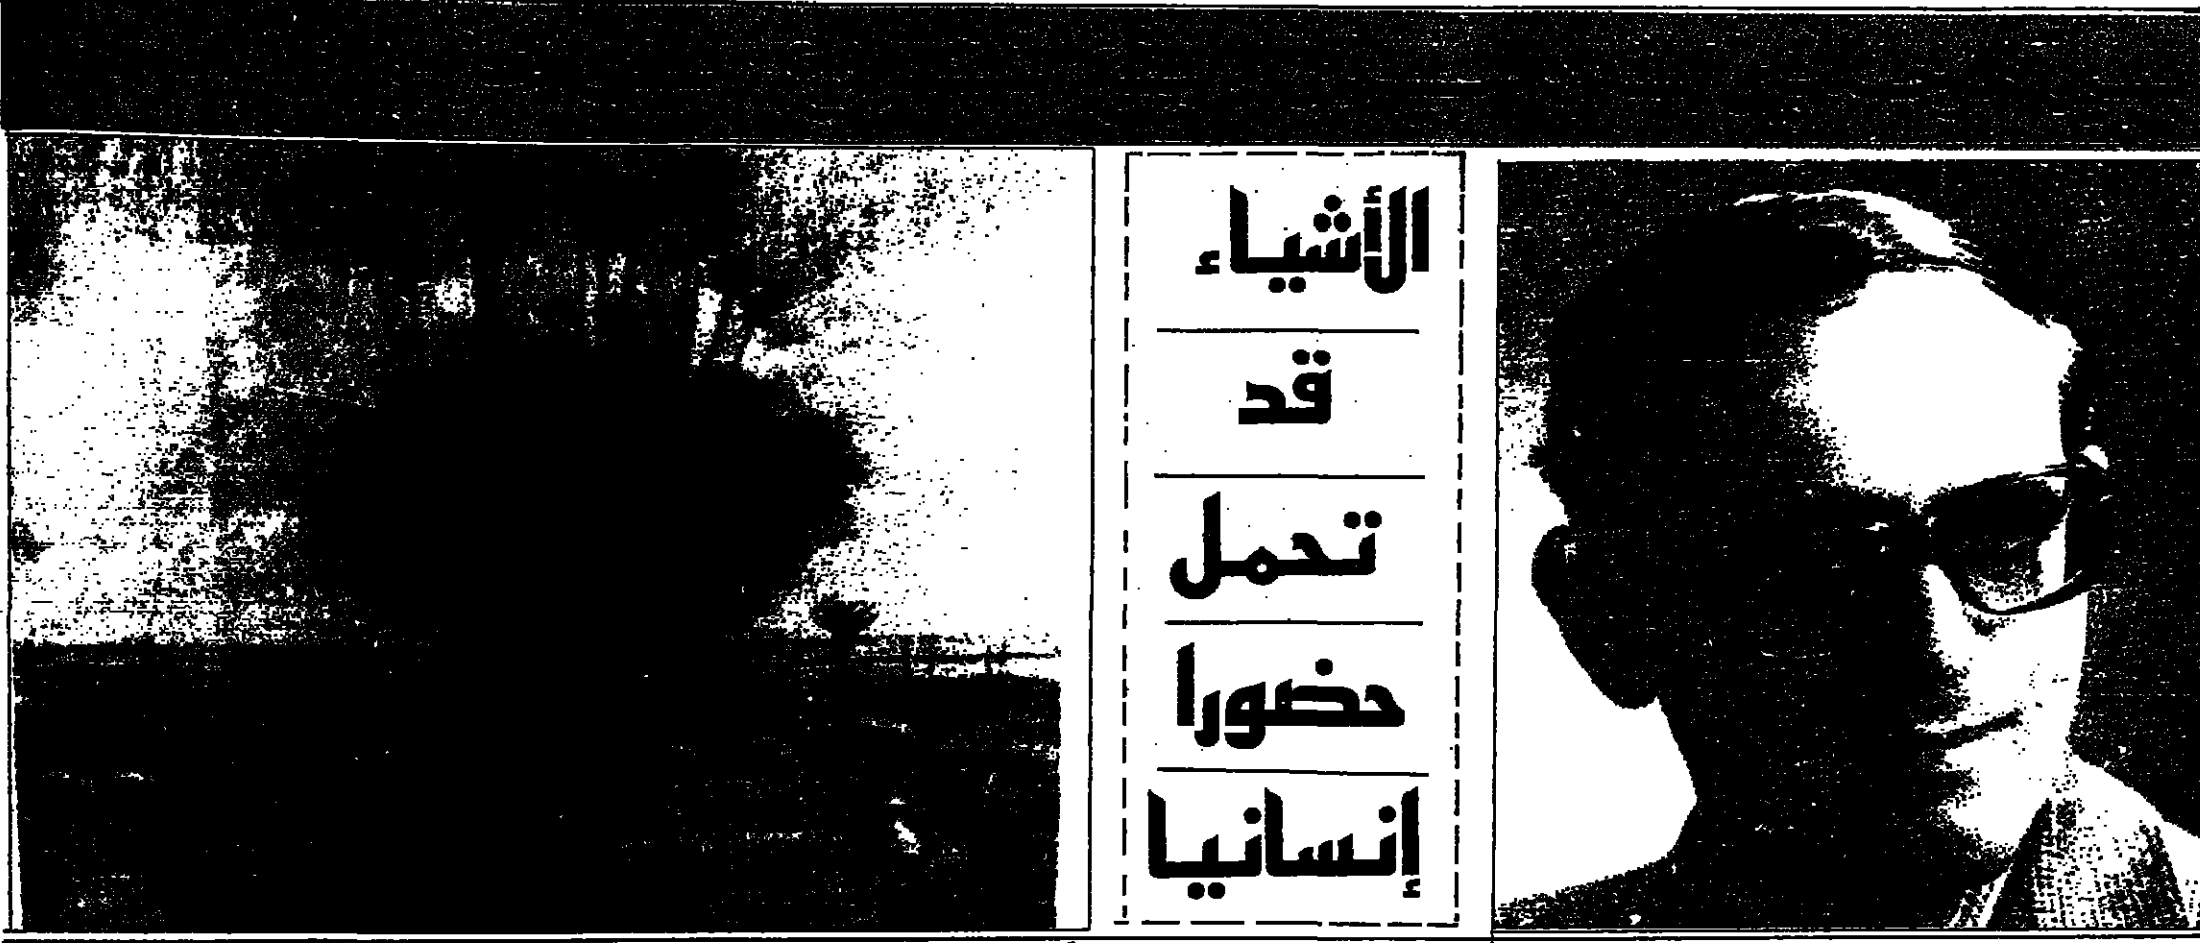 الأشياء
قد
تحمل
حضورا
إنسانيا